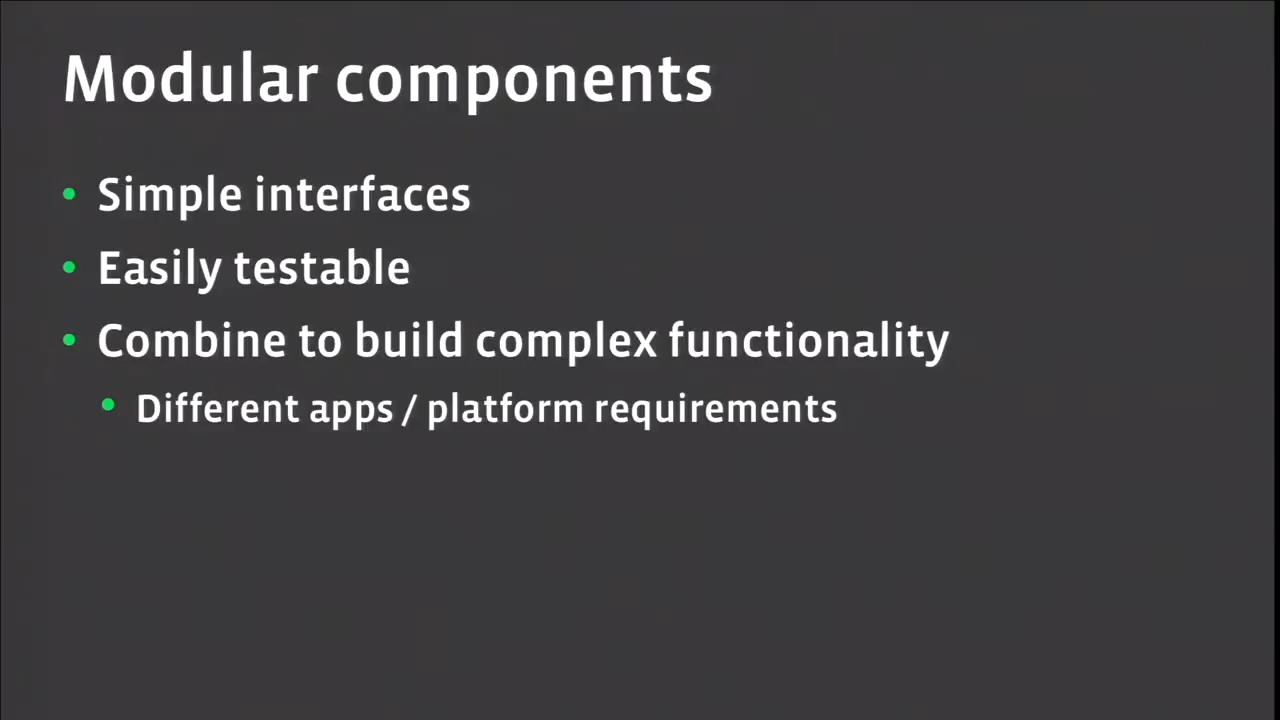 Modular components
• Simple interfaces
• Easily testable
• Combine to build complex functionality
• Different apps / platform requirements